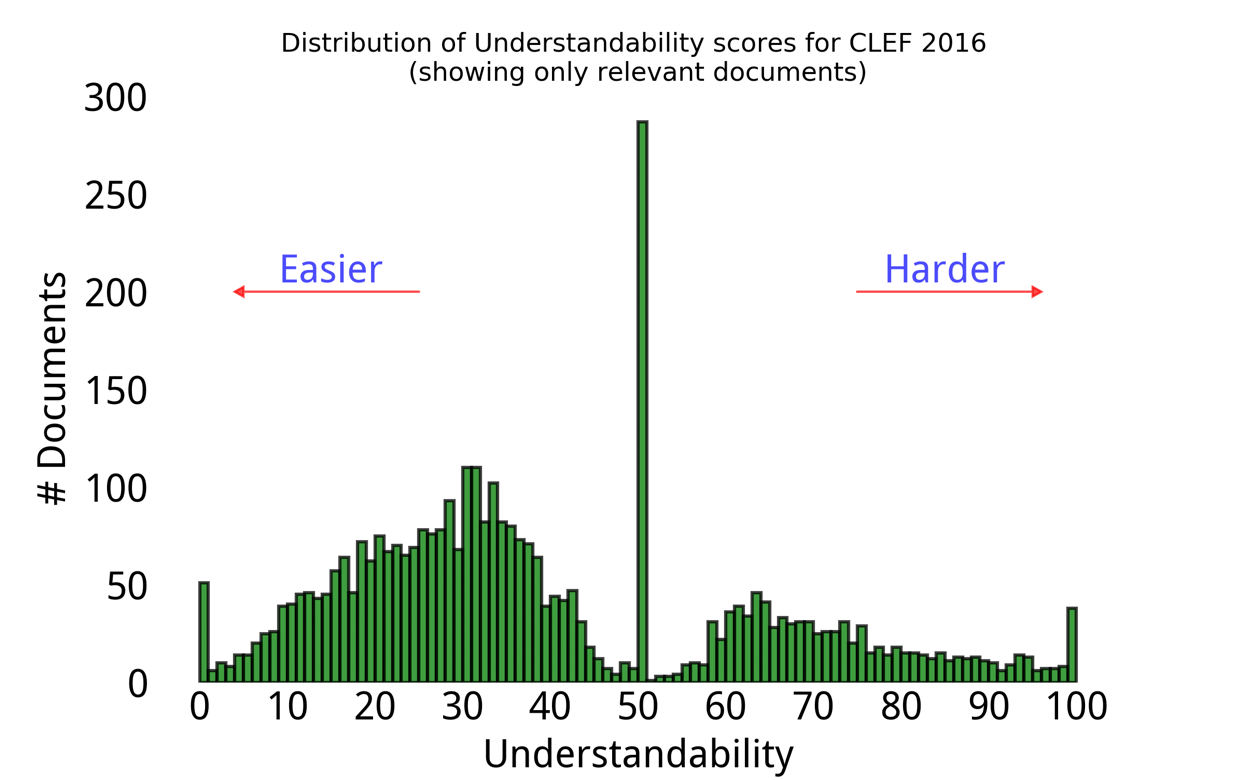 Distribution of Understandability scores for CLEF 2016
(showing only relevant documents)
300
250
200
150
100
50
0
# Documents
Easier
Harder
0 10 20 30 40 50 60 70 80 90 100
Understandability